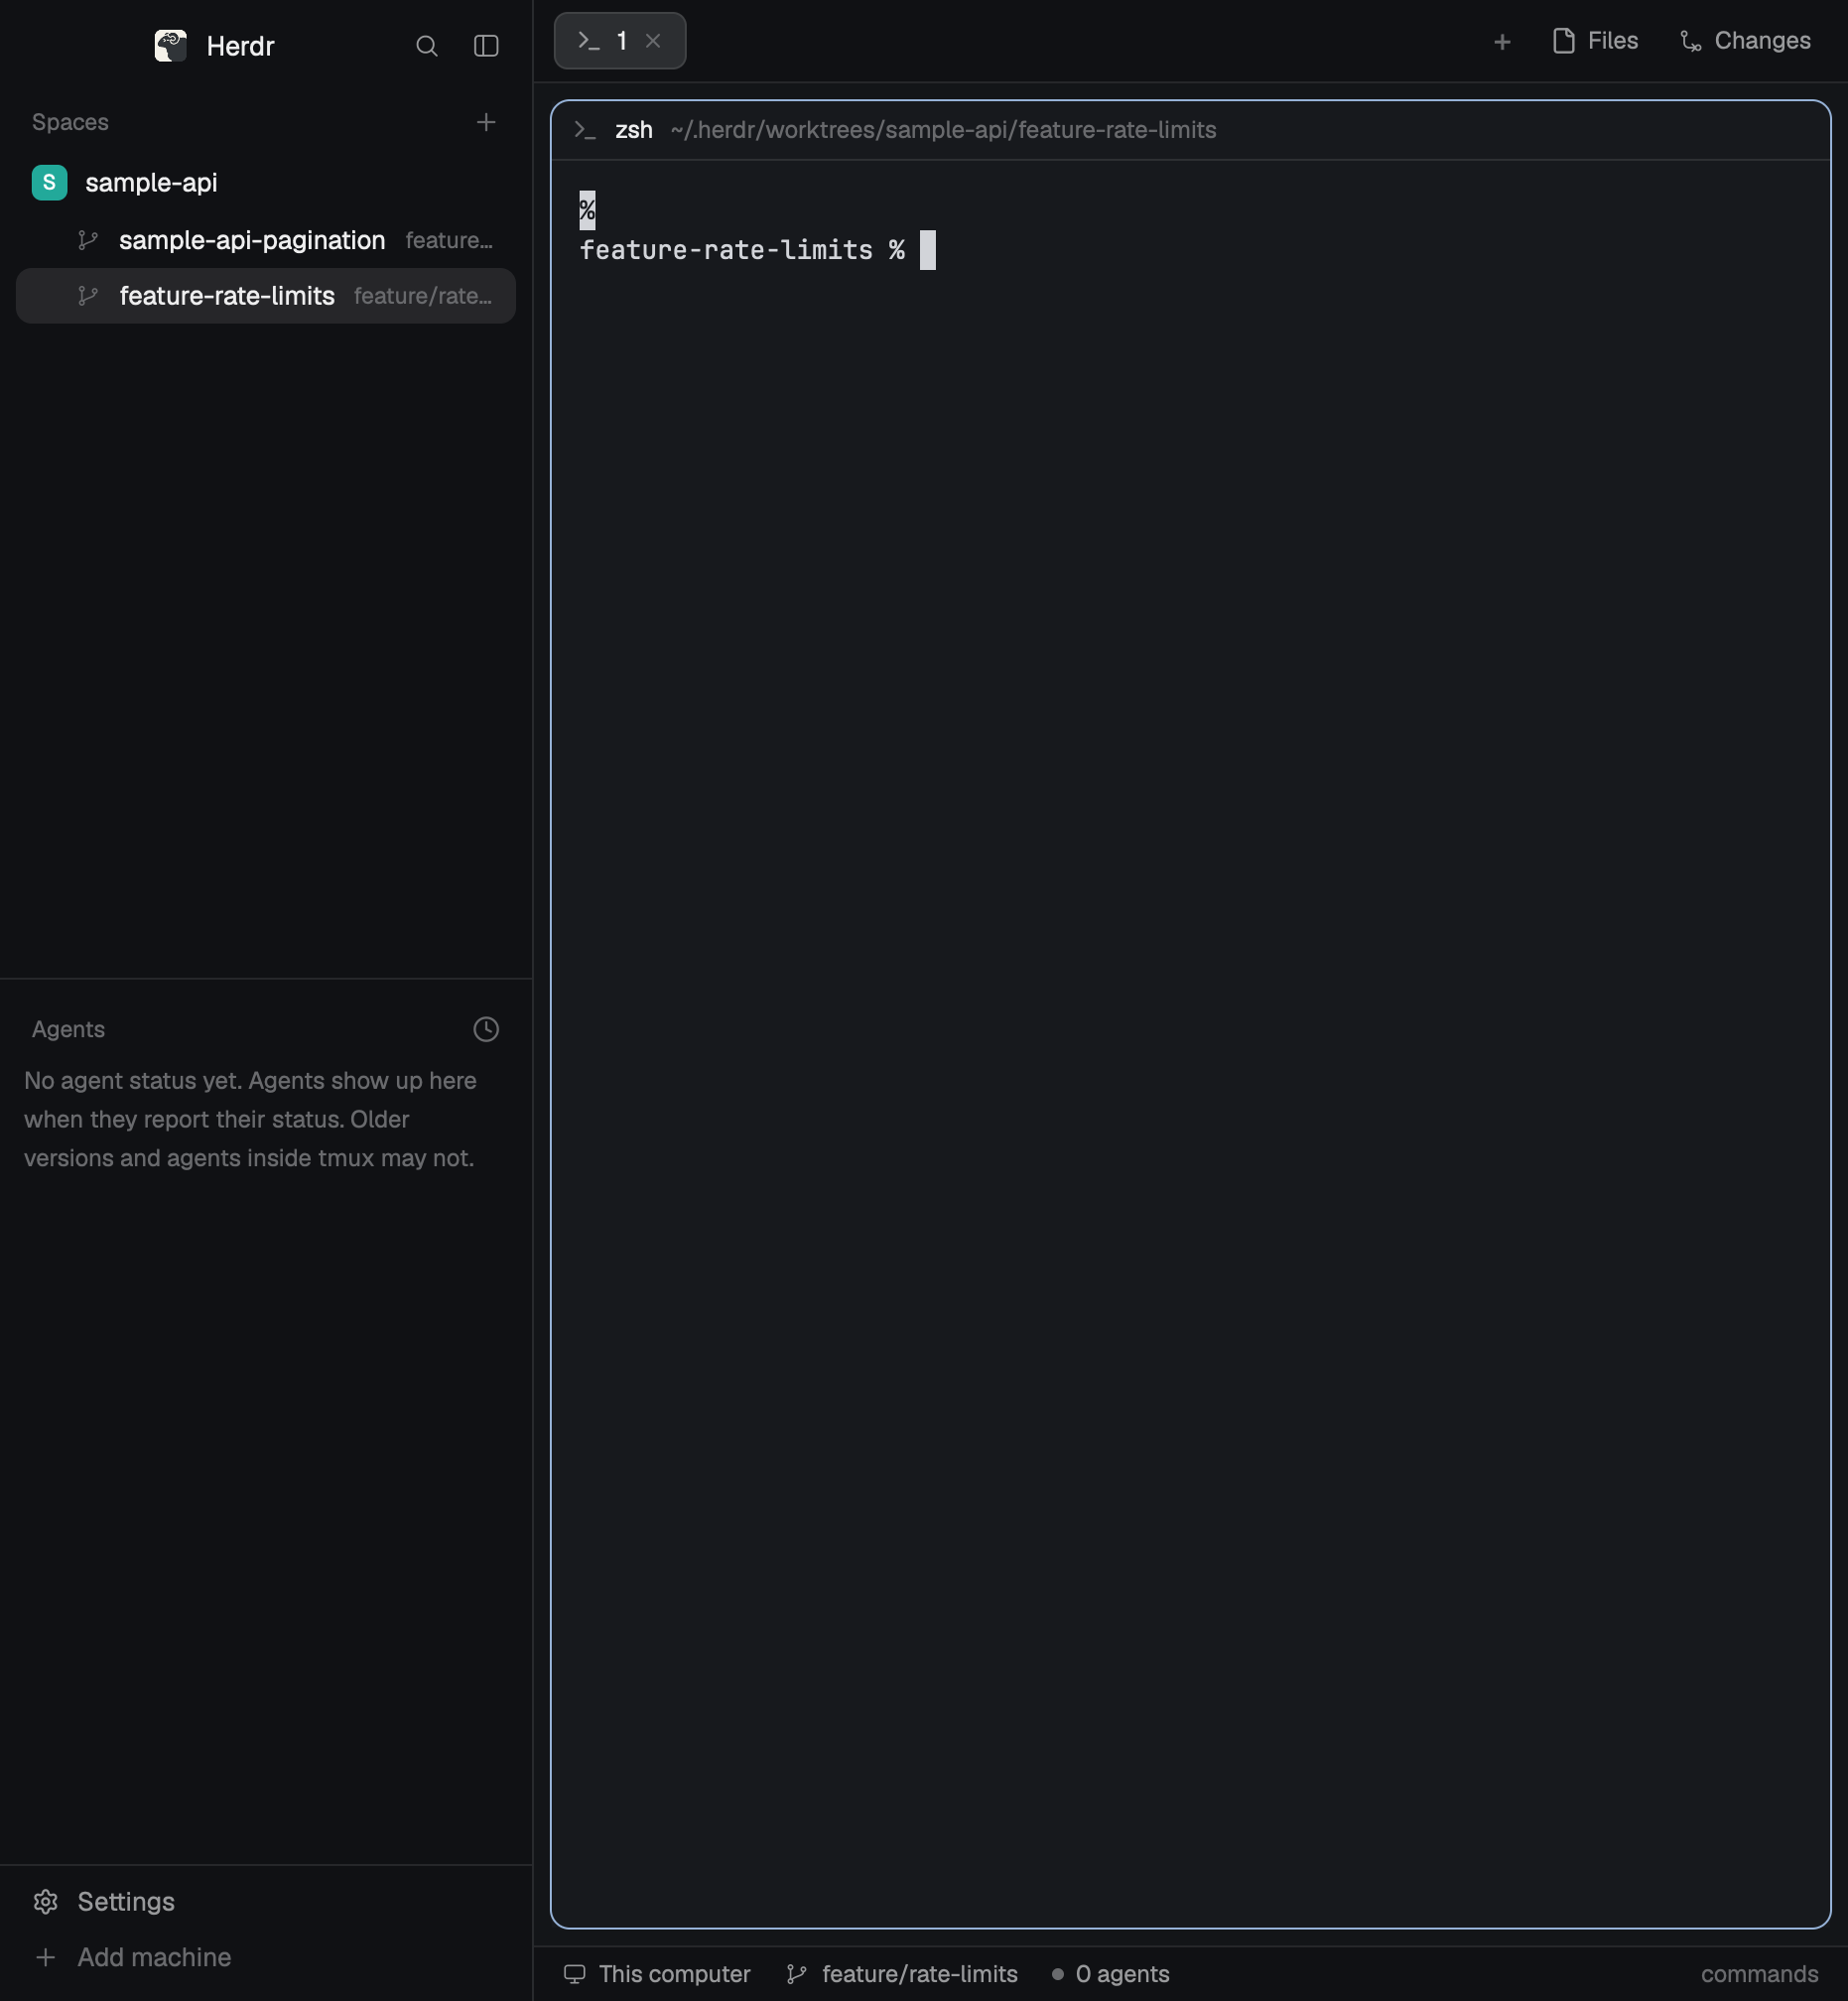 Herdr
Spaces
S sample-api
sample-api-pagination feature...
feature-rate-limits feature/rate...
Agents
No agent status yet. Agents show up here
when they report their status. Older
versions and agents inside tmux may not.
Settings
Add machine
1
Files
Changes
zsh ~/.herdr/worktrees/sample-api/feature-rate-limits
%
feature-rate-limits %
This computer
feature/rate-limits
0 agents
commands